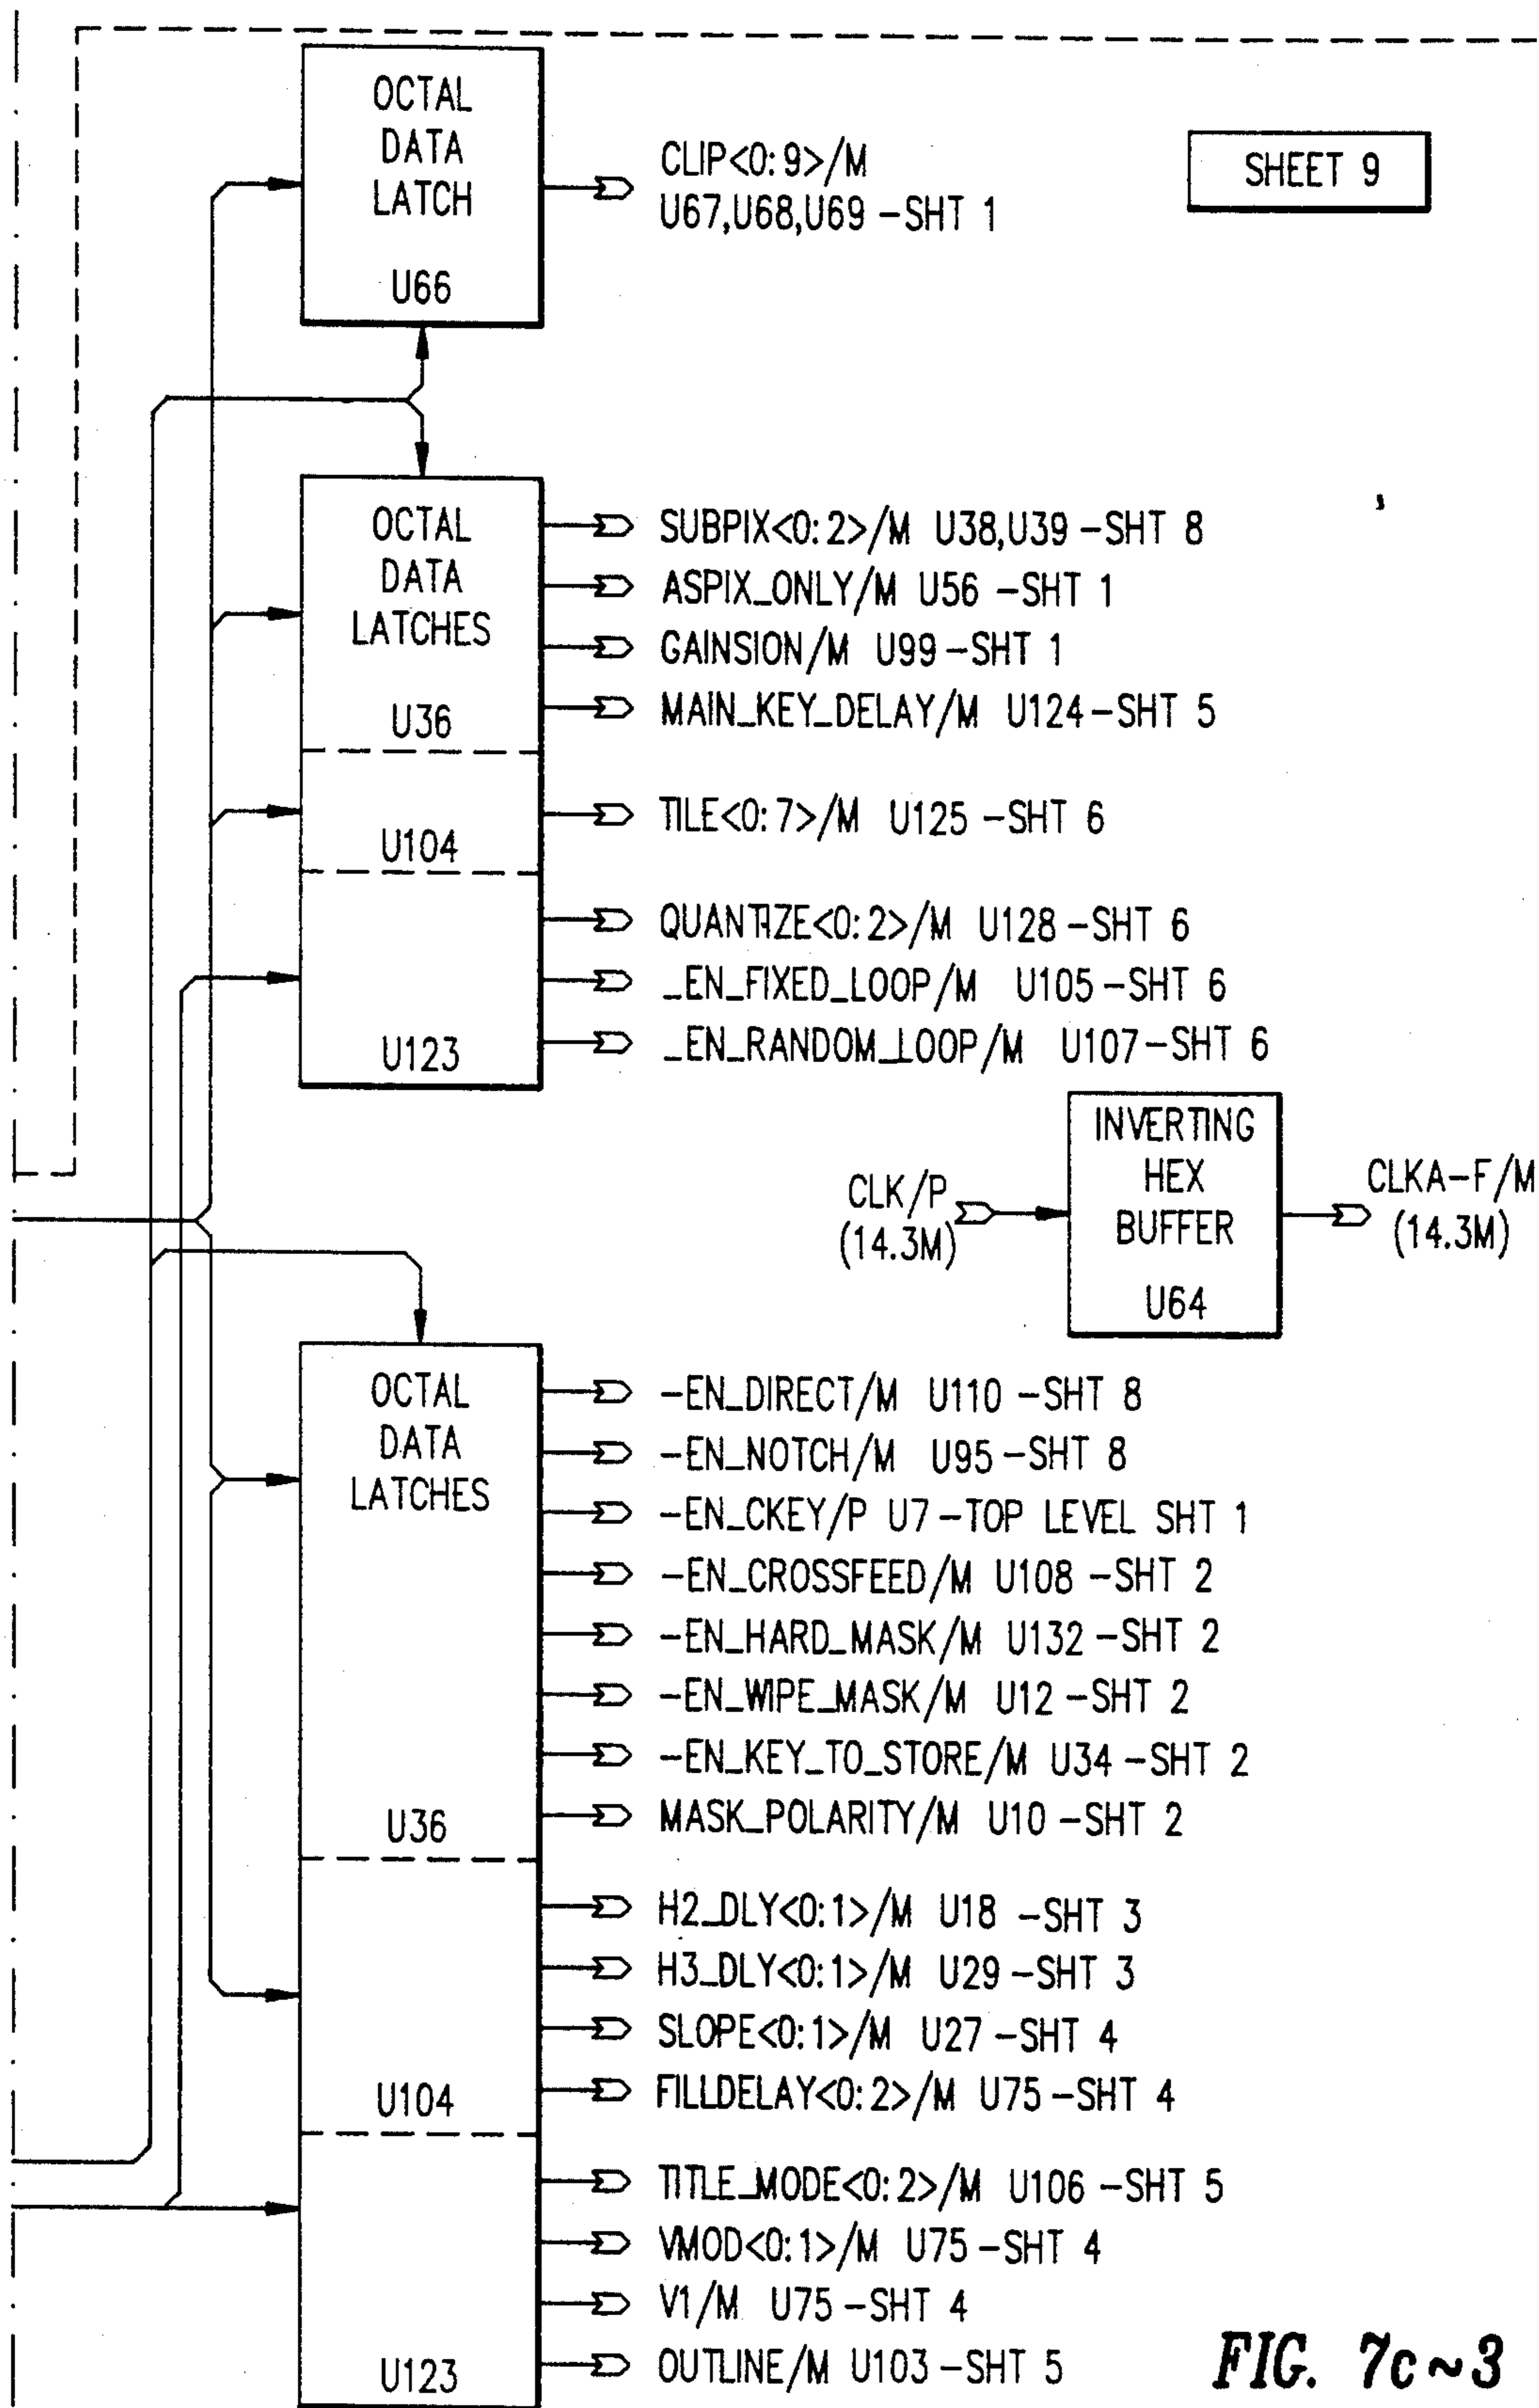 OCTAL
DATA
LATCH
U66
CLIP<0:9>/M
U67,U68,U69-SHT 1
SHEET 9
OCTAL
DATA
LATCHES
U36
SUBPIX<0:2>/M U38,U39-SHT 8
ASPIX_ONLY/M U56-SHT 1
GAINSION/M U99-SHT 1
MAIN_KEY_DELAY/M U124-SHT 5
U104
TILE<0:7>/M U125-SHT 6
U123
QUANTIZE<0:2>/M U128-SHT 6
_EN_FIXED_LOOP/M U105-SHT 6
_EN_RANDOM_LOOP/M U107-SHT 6
CLK/P
(14.3M)
INVERTING
HEX
BUFFER
U64
CLKA-F/M
(14.3M)
OCTAL
DATA
LATCHES
U36
-EN_DIRECT/M U110-SHT 8
-EN_NOTCH/M U95-SHT 8
-EN_CKEY/P U7-TOP LEVEL SHT 1
-EN_CROSSFEED/M U108-SHT 2
-EN_HARD_MASK/M U132-SHT 2
-EN_WIPE_MASK/M U12-SHT 2
-EN_KEY_TO_STORE/M U34-SHT 2
MASK_POLARITY/M U10-SHT 2
U104
H2_DLY<0:1>/M U18-SHT 3
H3_DLY<0:1>/M U29-SHT 3
SLOPE<0:1>/M U27-SHT 4
FILLDELAY<0:2>/M U75-SHT 4
U123
TITLE_MODE<0:2>/M U106-SHT 5
VMOD<0:1>/M U75-SHT 4
V1/M U75-SHT 4
OUTLINE/M U103-SHT 5
FIG. 7c~3